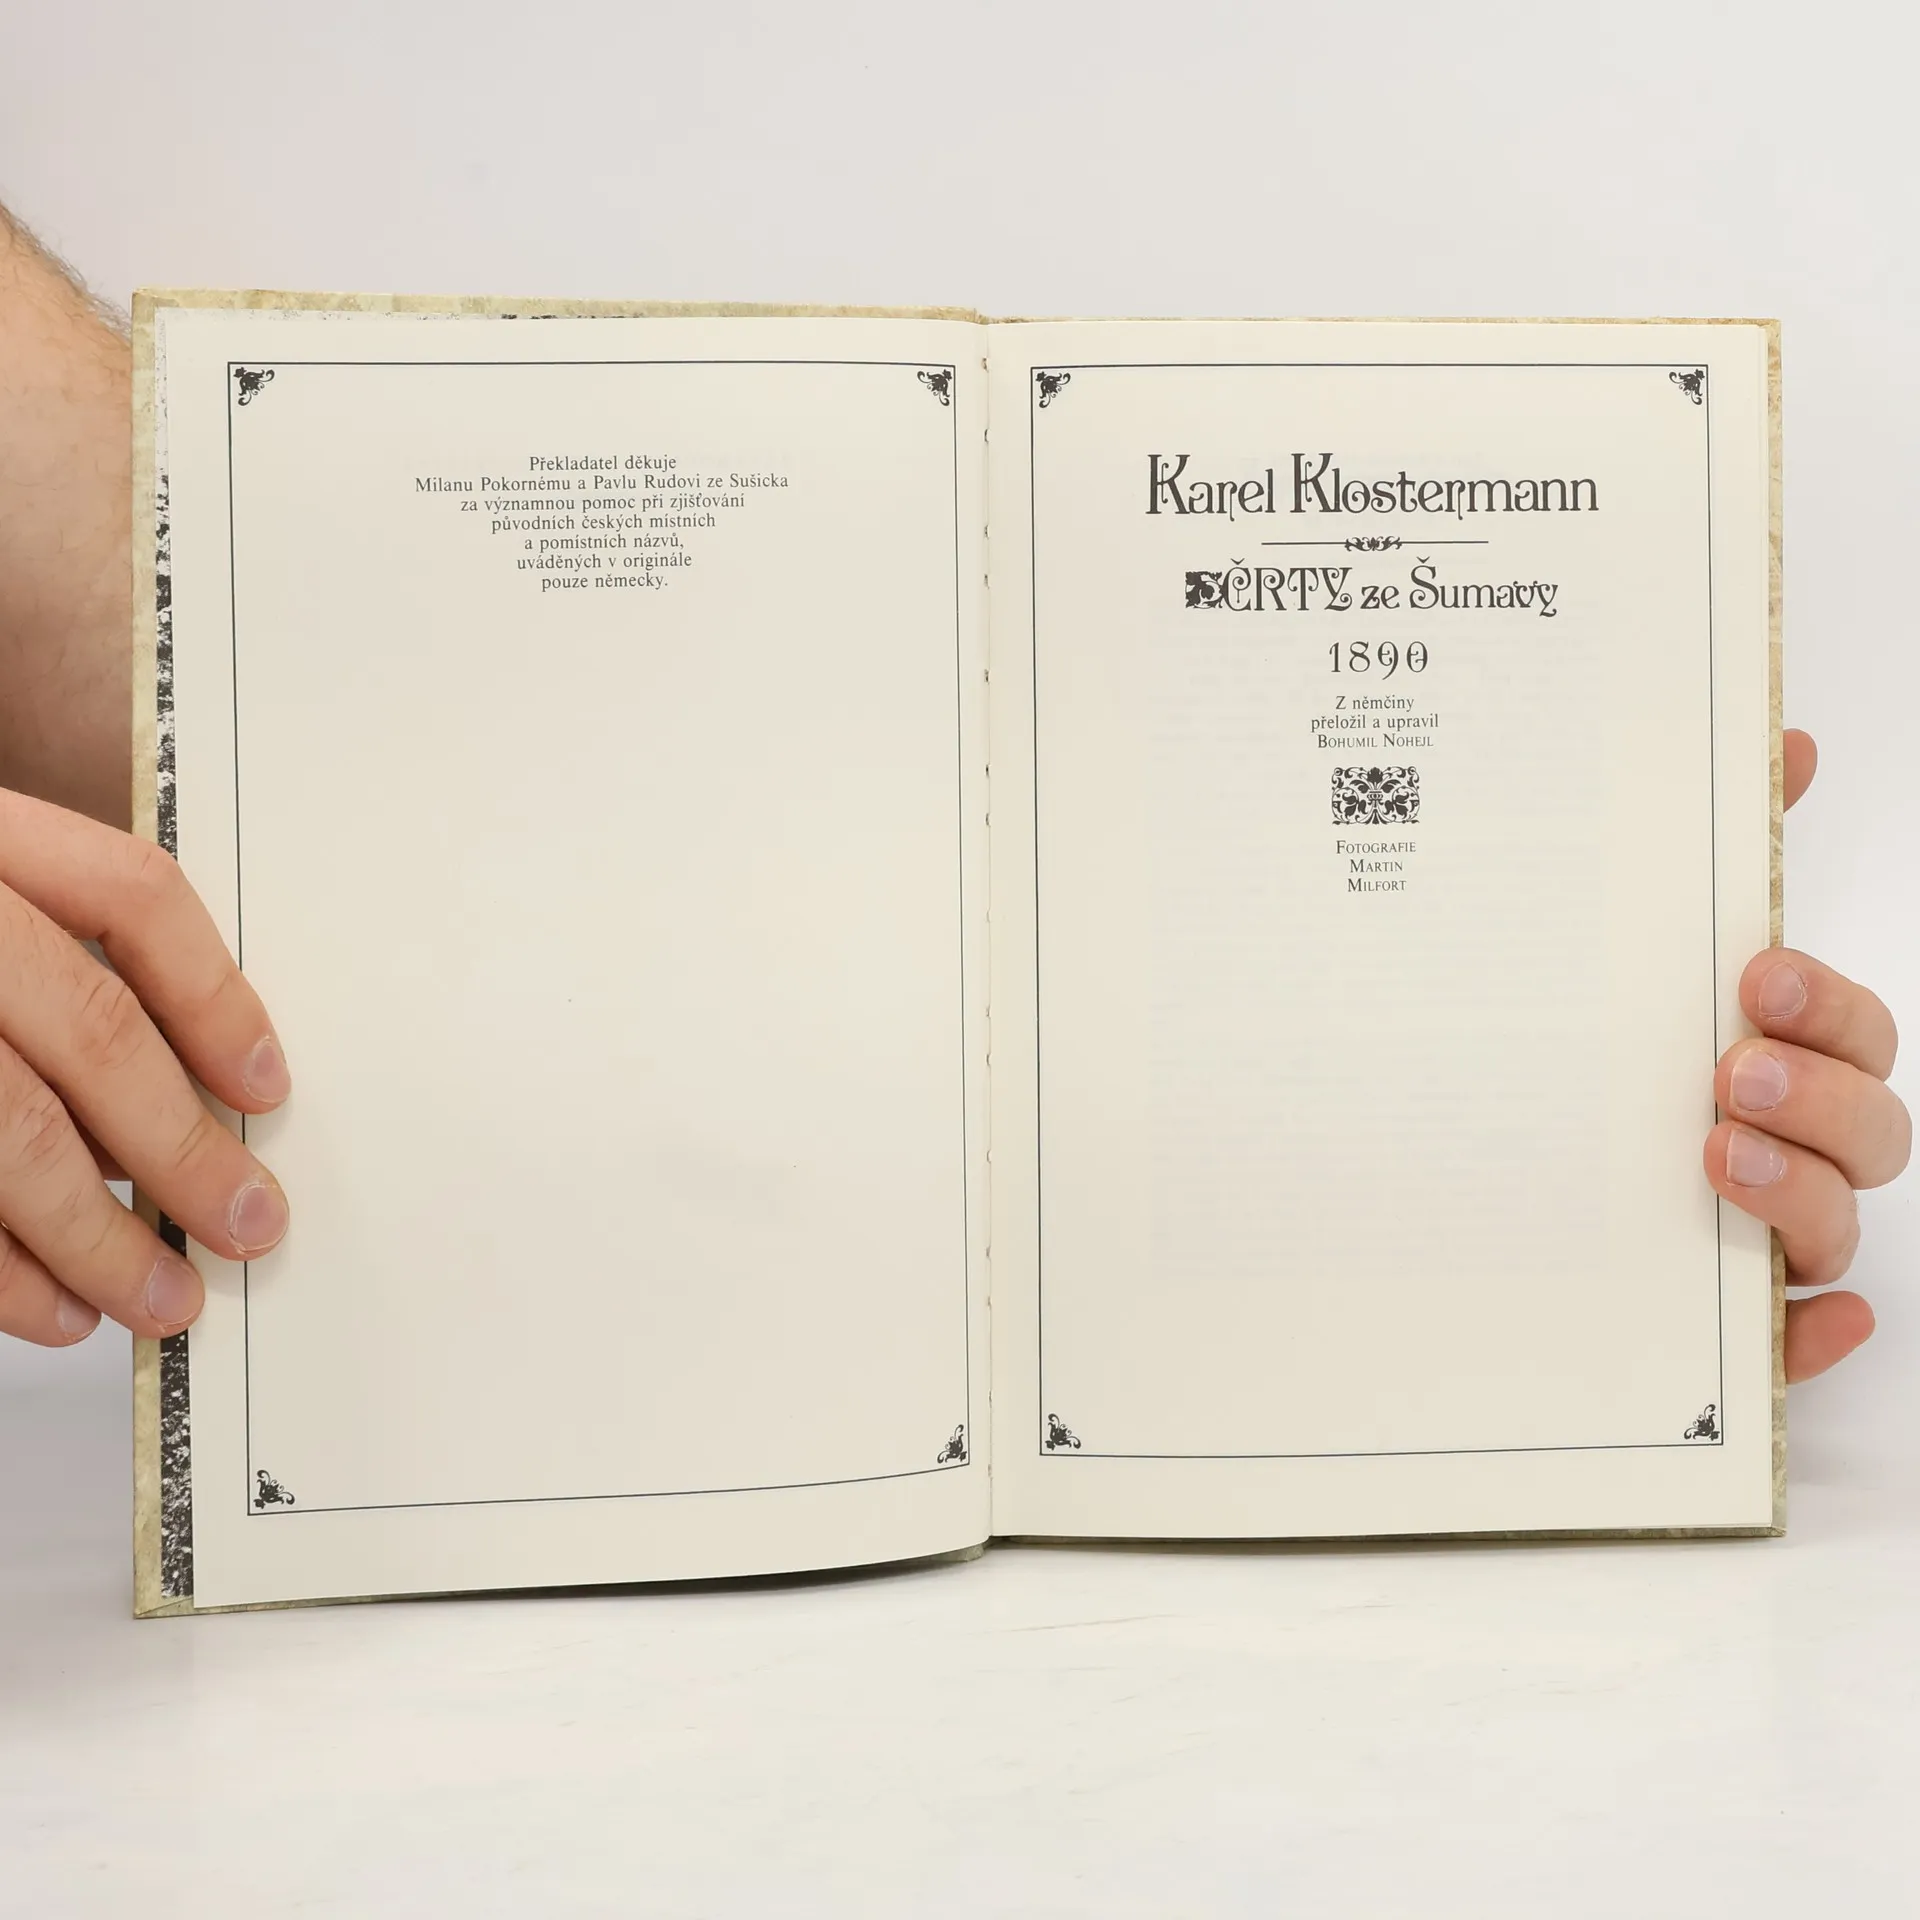 Překladatel děkuje
Milanu Pokornému a Pavlu Rudovi ze Sušicka
za významnou pomoc při zjišťování
původních českých místních
a pomístních názvů,
uváděných v originále
pouze německy.
Karel Klostermann
ČRTY ze Šumavy
1890
Z němčiny
přeložil a upravil
BOHUMIL NOHEJL
FOTOGRAFIE
MARTIN
MILFORT